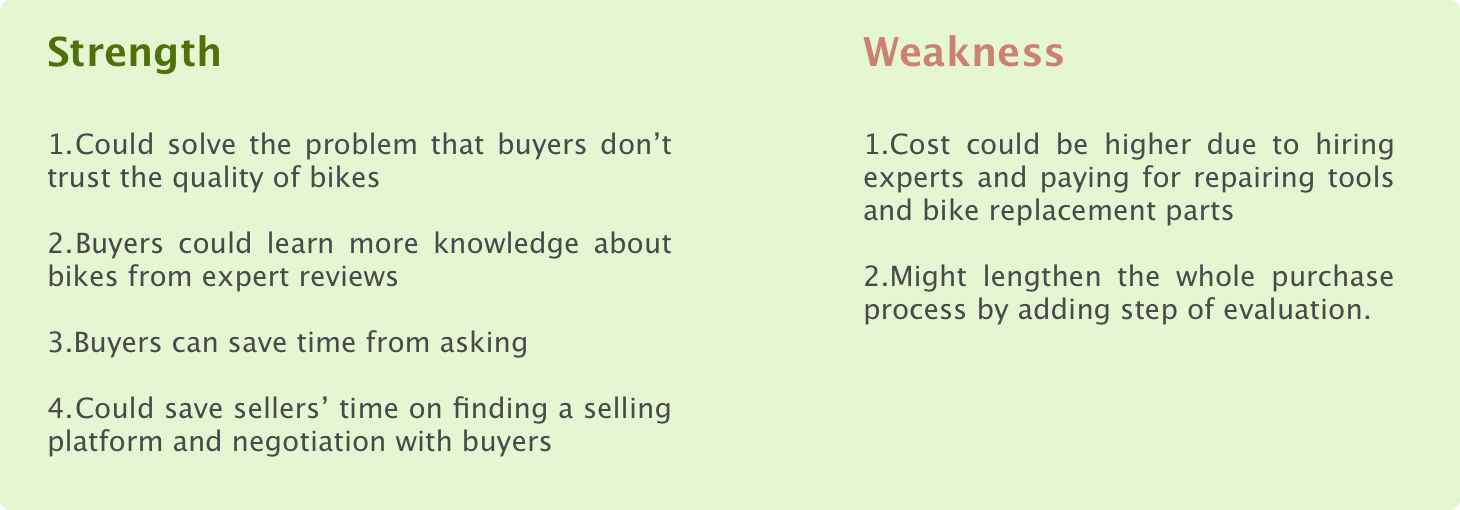 Strength
1.Could solve the problem that buyers don’t
trust the quality of bikes
2.Buyers could learn more knowledge about
bikes from expert reviews
3.Buyers can save time from asking
4.Could save sellers’ time on finding a selling
platform and negotiation with buyers
Weakness
1.Cost could be higher due to hiring
experts and paying for repairing tools
and bike replacement parts
2.Might lengthen the whole purchase
process by adding step of evaluation.